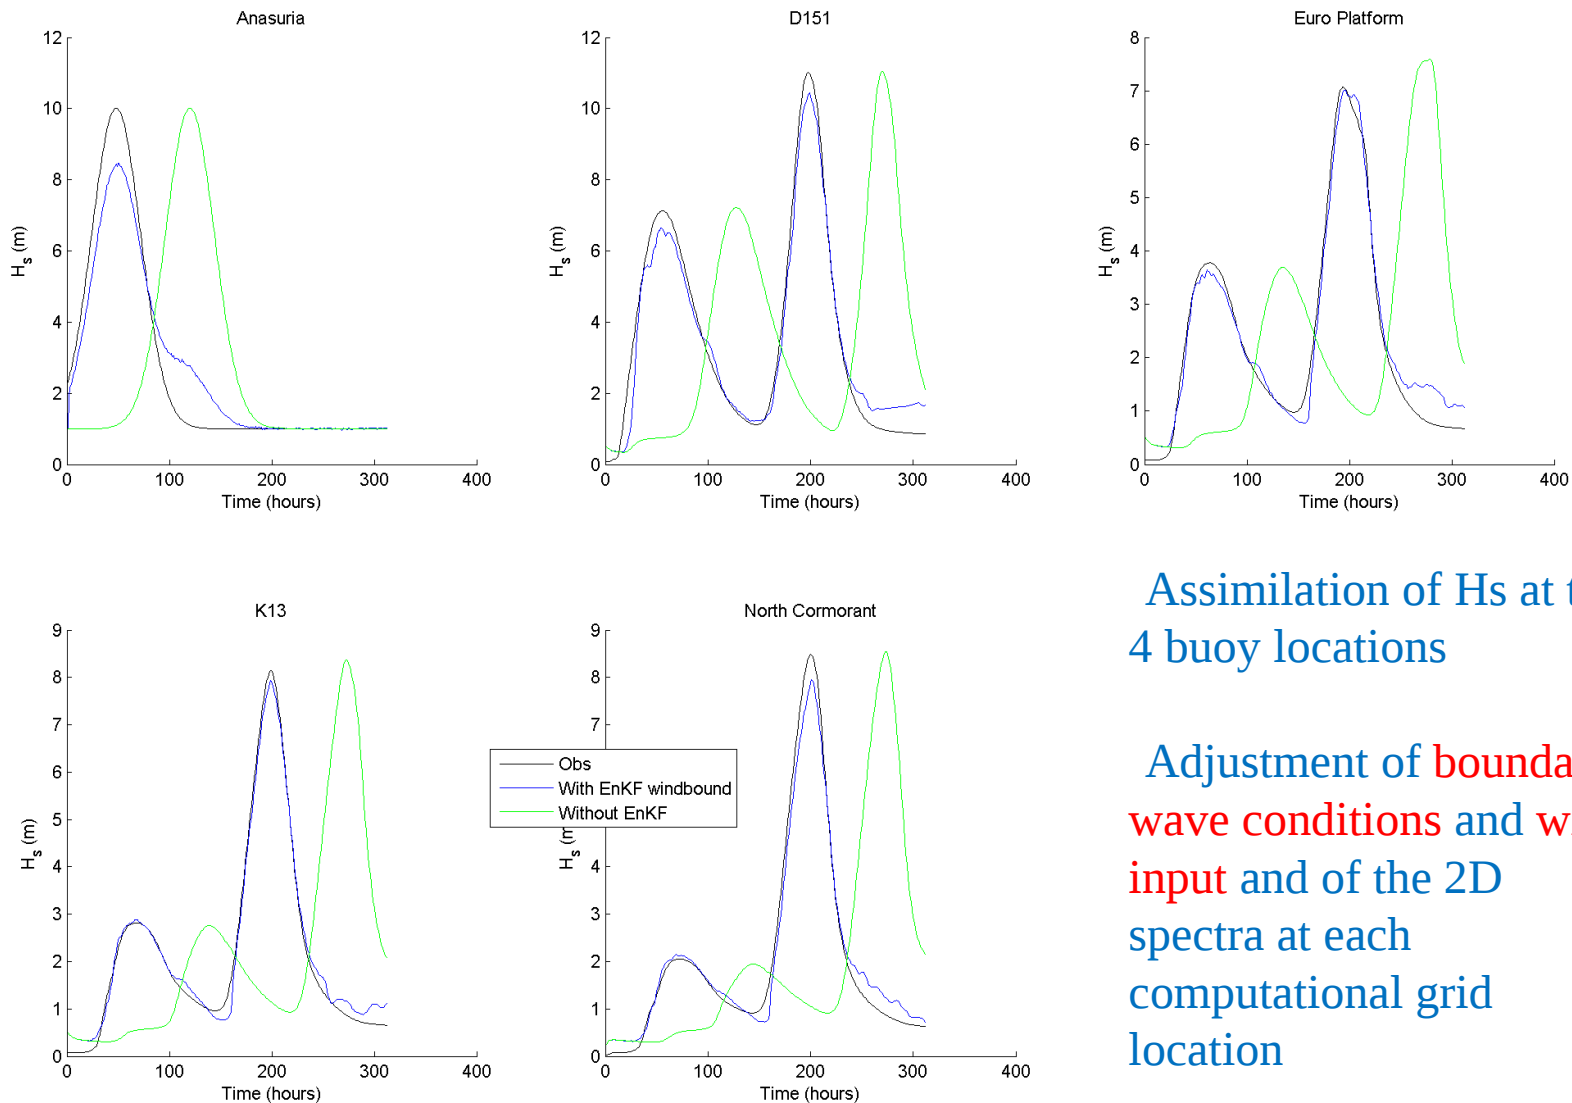 Anasuria
12
10
8
6
4
2
0
H_s (m)
0 100 200 300 400
Time (hours)
D151
12
10
8
6
4
2
0
H_s (m)
0 100 200 300 400
Time (hours)
Euro Platform
8
7
6
5
4
3
2
1
0
H_s (m)
0 100 200 300 400
Time (hours)
K13
9
8
7
6
5
4
3
2
1
0
H_s (m)
0 100 200 300 400
Time (hours)
North Cormorant
9
8
7
4
3
2
1
0
H_s (m)
0 100 200 300 400
Time (hours)
Obs
With EnKF windbound
Without EnKF
Assimilation of Hs at
4 buoy locations
Adjustment of
wave conditions and
input and of the 2D
spectra at each
computational grid
location